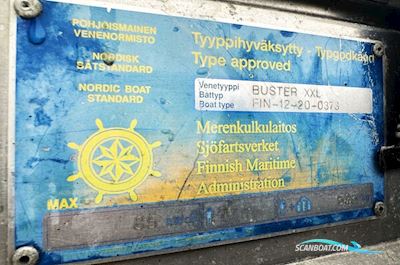 POHJOISMAINEN
VENENORMISTO
NORDISK
BÅTSTANDARD
NORDIC BOAT
STANDARD
Tyyppihyväksytty - Typgodkänd
Type approved
Venetyyppi
Båttyp
Boat type
BUSTER XXL
FIN-12-20-0373
Merenkulkulaitos
Sjöfartsverket
Finnish Maritime
Administration
MAX
SCANBOAT.COM